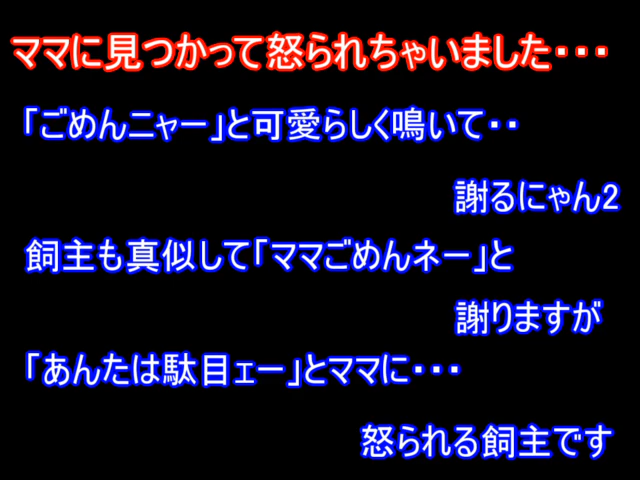 ママに見つかって怒られちゃいました・・・
「ごめんニャー」と可愛らしく鳴いて・・
謝るにゃん2
飼主も真似して「ママごめんネー」と
謝りますが
「あんたは駄目ェー」とママに・・・
怒られる飼主です